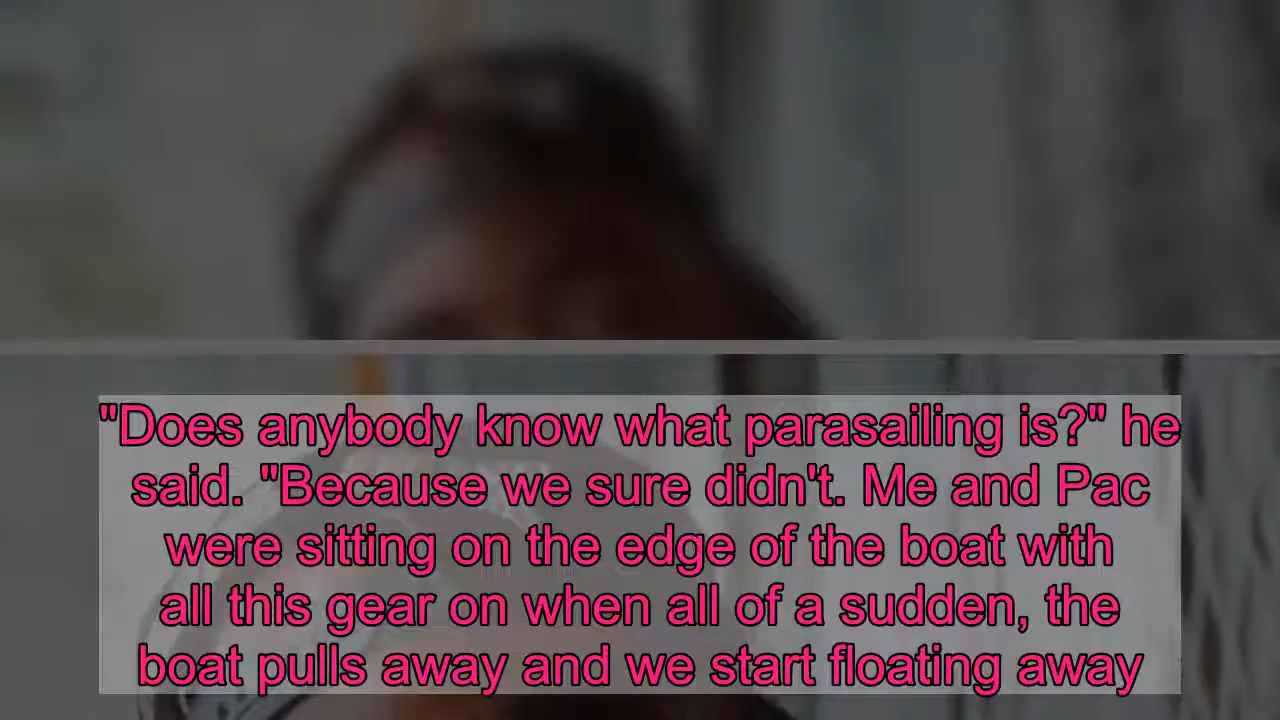 "Does anybody know what parasailing is?" he
said. "Because we sure didn't. Me and Pac
were sitting on the edge of the boat with
all this gear on when all of a sudden, the
boat pulls away and we start floating away